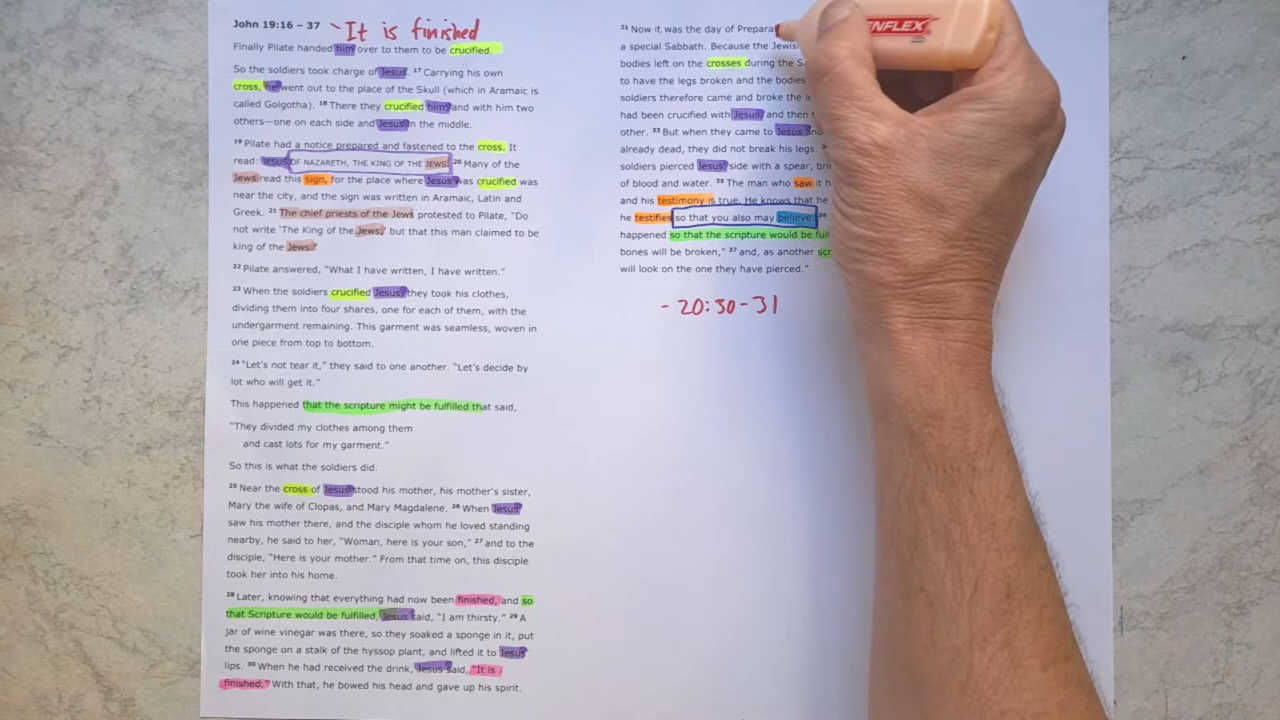 John 19:16 - 37 - It is finished
Finally Pilate handed him over to them to be crucified.
So the soldiers took charge of Jesus. 17 Carrying his own
cross, he went out to the place of the Skull (which in Aramaic is
called Golgotha). 18 There they crucified him, and with him two
others—one on each side and Jesus in the middle.
19 Pilate had a notice prepared and fastened to the cross. It
read: JESUS OF NAZARETH, THE KING OF THE JEWS. 20 Many of the
Jews read this sign, for the place where Jesus was crucified was
near the city, and the sign was written in Aramaic, Latin and
Greek. 21 The chief priests of the Jews protested to Pilate, "Do
not write 'The King of the Jews,' but that this man claimed to be
king of the Jews."
22 Pilate answered, "What I have written, I have written."
23 When the soldiers crucified Jesus, they took his clothes,
dividing them into four shares, one for each of them, with the
undergarment remaining. This garment was seamless, woven in
one piece from top to bottom.
24 "Let's not tear it," they said to one another. "Let's decide by
lot who will get it."
This happened that the scripture might be fulfilled that said,
"They divided my clothes among them
and cast lots for my garment."
So this is what the soldiers did.
25 Near the cross of Jesus stood his mother, his mother's sister,
Mary the wife of Clopas, and Mary Magdalene. 26 When Jesus
saw his mother there, and the disciple whom he loved standing
nearby, he said to her, "Woman, here is your son," 27 and to the
disciple, "Here is your mother." From that time on, this disciple
took her into his home.
28 Later, knowing that everything had now been finished, and so
that Scripture would be fulfilled, Jesus said, "I am thirsty." 29 A
jar of wine vinegar was there, so they soaked a sponge in it, put
the sponge on a stalk of the hyssop plant, and lifted it to Jesus'
lips. 30 When he had received the drink, Jesus said, "It is
finished." With that, he bowed his head and gave up his spirit.
31 Now it was the day of
a special Sabbath. Because the
bodies left on the crosses during the
to have the legs broken and the bodies
soldiers therefore came and broke the
had been crucified with Jesus, and then
other. 33 But when they came to Jesus and
already dead, they did not break his legs.
soldiers pierced Jesus' side with a spear,
of blood and water. 35 The man who saw it
and his testimony is true. He knows that he
he testifies so that you also may believe. 36
happened so that the scripture would be
bones will be broken," 37 and, as another
will look on the one they have pierced."
- 20:30-31
ENFLEX